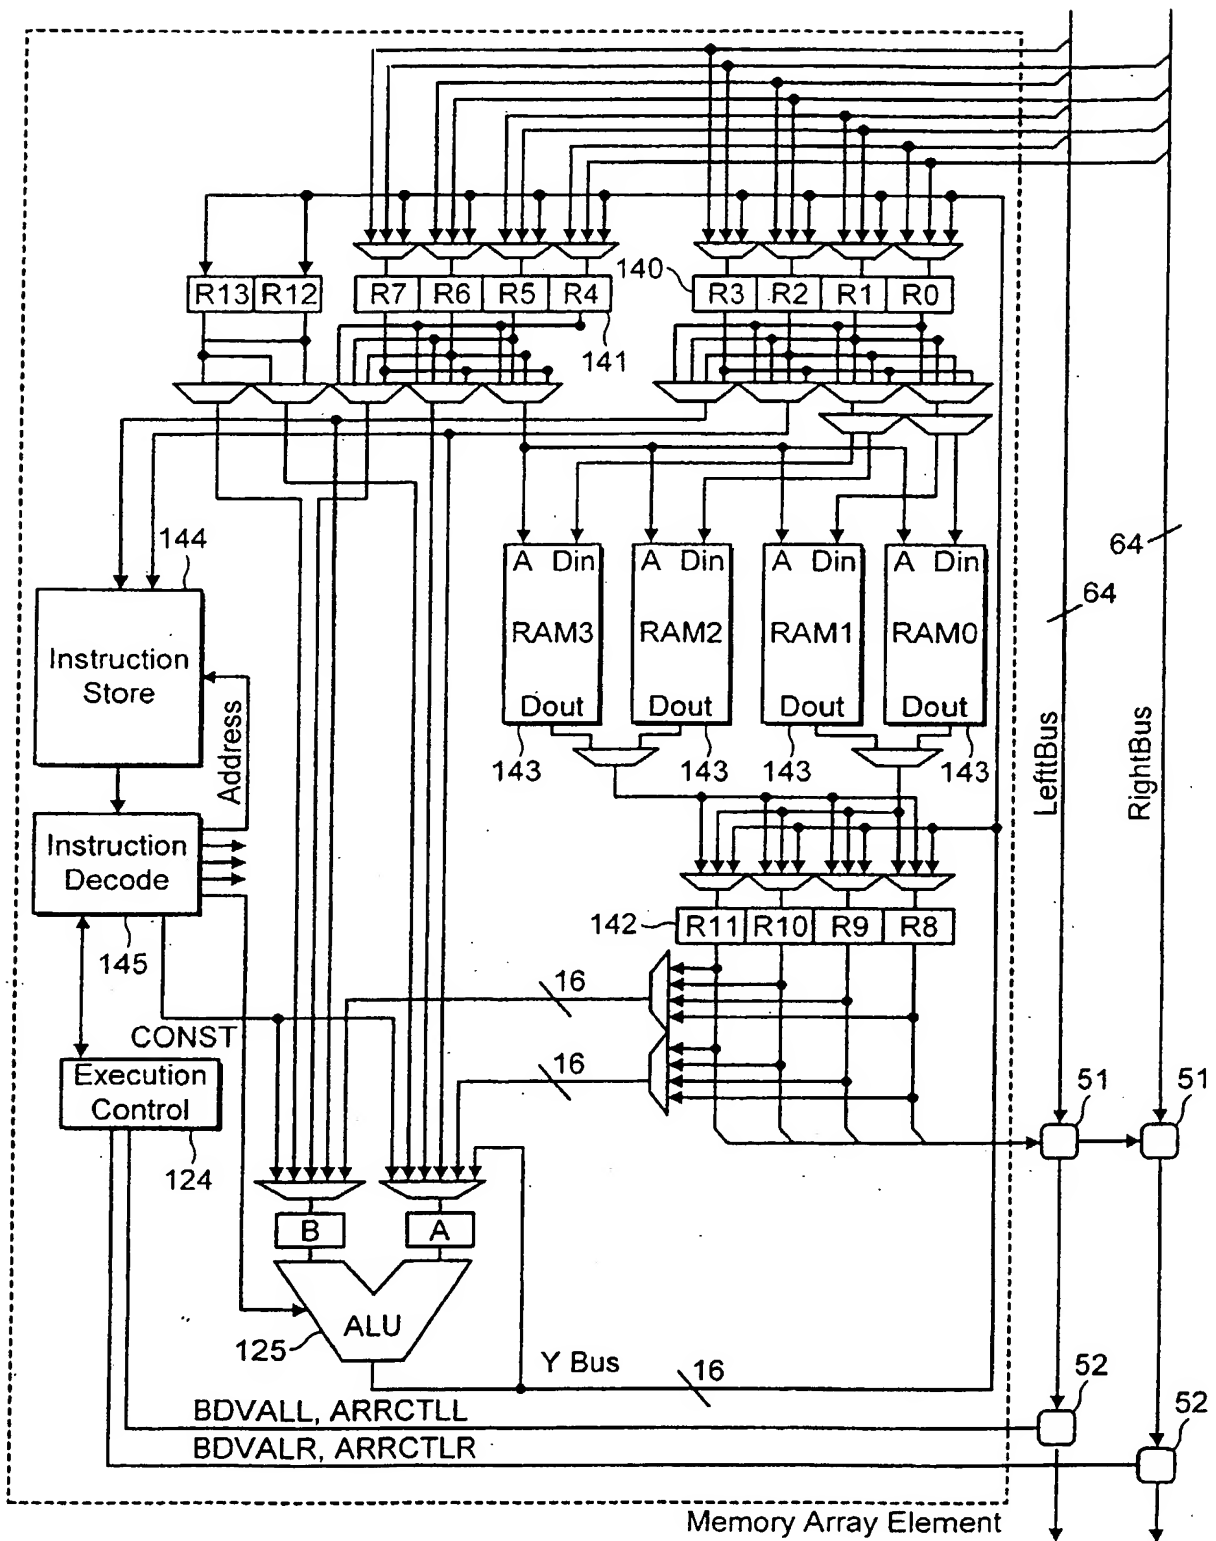 140
R13 R12 R7 R6 R5 R4 R3 R2 R1 R0
141
144
64
64
A Din A Din A Din A Din
RAM3 RAM2 RAM1 RAM0
Dout Dout Dout Dout
143 143 143 143
Instruction
Store
Address
LefttBus
RightBus
Instruction
Decode
145
142
R11 R10 R9 R8
16
CONST
16
Execution
Control
124
51
51
B A
ALU
125
Y Bus
16
52
52
BDVALL, ARRCTLL
BDVALR, ARRCTLR
Memory Array Element